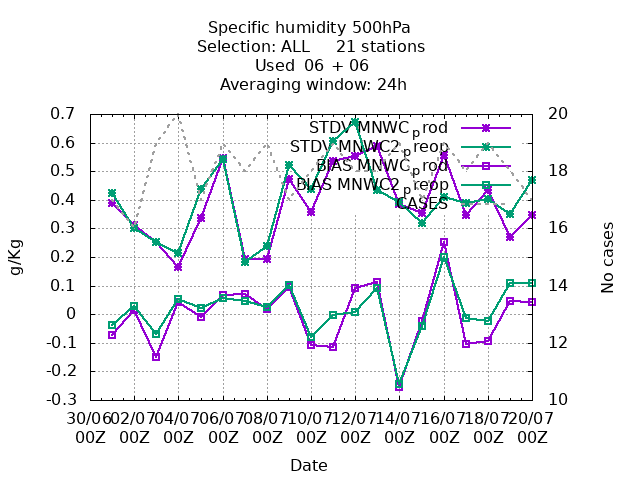 Specific humidity 500hPa
Selection: ALL 21 stations
Used 06 + 06
Averaging window: 24h
0.7
0.6
0.5
0.4
0.3
0.2
0.1
0
-0.1
-0.2
-0.3
g/Kg
STDV MNWC_prod
STDV MNWC2_preop
BIAS MNWC_prod
BIAS MNWC2_preop
CASES
20
18
16
14
12
10
No cases
30/06 02/07 04/07 06/07 08/07 10/07 12/07 14/07 16/07 18/07 20/07
00Z 00Z 00Z 00Z 00Z 00Z 00Z 00Z 00Z 00Z 00Z
Date